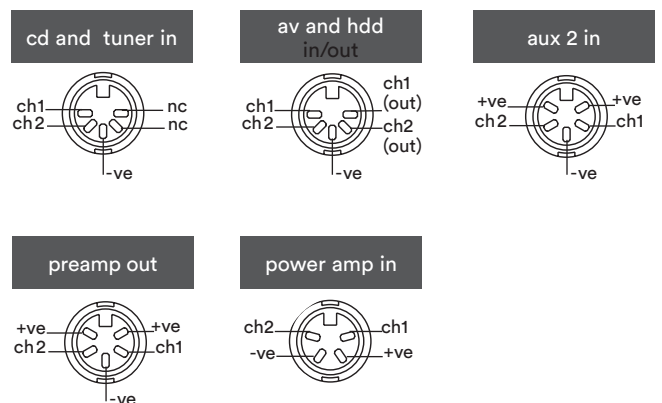 cd and tuner in
ch1
nc
ch2
nc
-ve
av and hdd
in/out
ch1
ch1
(out)
ch2
ch2
(out)
-ve
aux 2 in
+ve
+ve
ch2
ch1
-ve
preamp out
+ve
+ve
ch2
ch1
-ve
power amp in
ch2
ch1
-ve
+ve